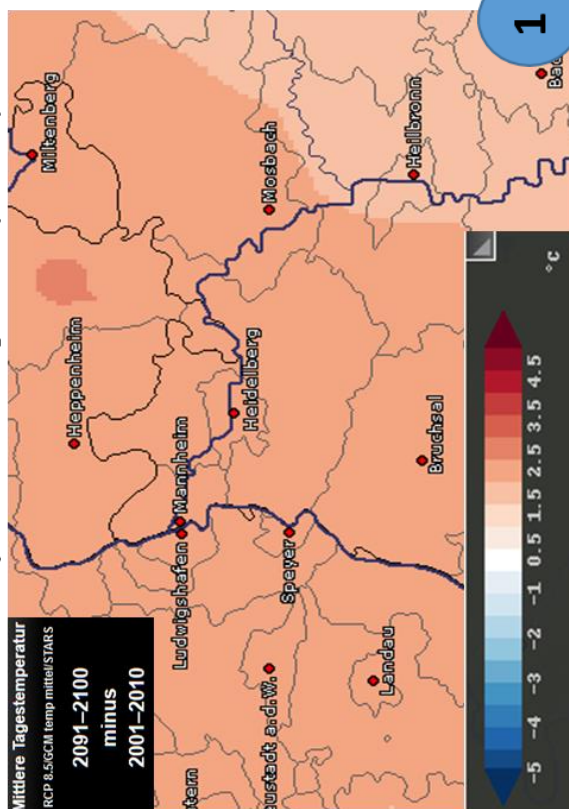 Mittlere Tagestemperatur
RCP 8.5/GCM temp mittel/STARS
2091–2100
minus
2001–2010
Miltenberg
Heppenheim
Mosbach
Ludwigshafen
Mannheim
Heidelberg
tern
ustadt a.d.W.
Speyer
Heilbronn
Landau
Bruchsal
-5 -4 -3 -2 -1 0.5 1.5 2.5 3.5 4.5
°C
1